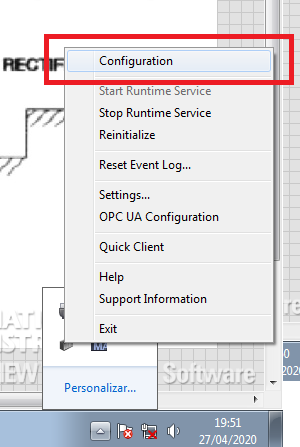 RECTIF
Configuration
Start Runtime Service
Stop Runtime Service
Reinitialize
Reset Event Log...
Settings...
OPC UA Configuration
Quick Client
Help
Support Information
Exit
MA
Software
Personalizar...
19:51
27/04/2020